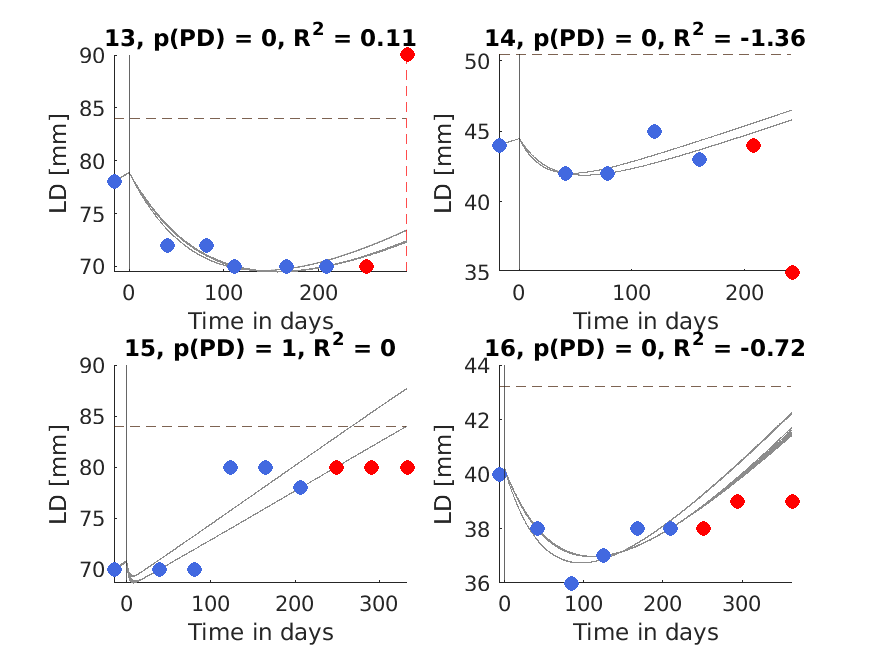 13, p(PD) = 0, R² = 0.11
LD [mm]
90
85
80
75
70
0
100
200
Time in days
14, p(PD) = 0, R² = -1.36
LD [mm]
50
45
40
35
0
100
200
Time in days
15, p(PD) = 1, R² = 0
LD [mm]
90
85
80
75
70
0
100
200
300
Time in days
16, p(PD) = 0, R² = -0.72
LD [mm]
44
42
40
38
36
0
100
200
300
Time in days